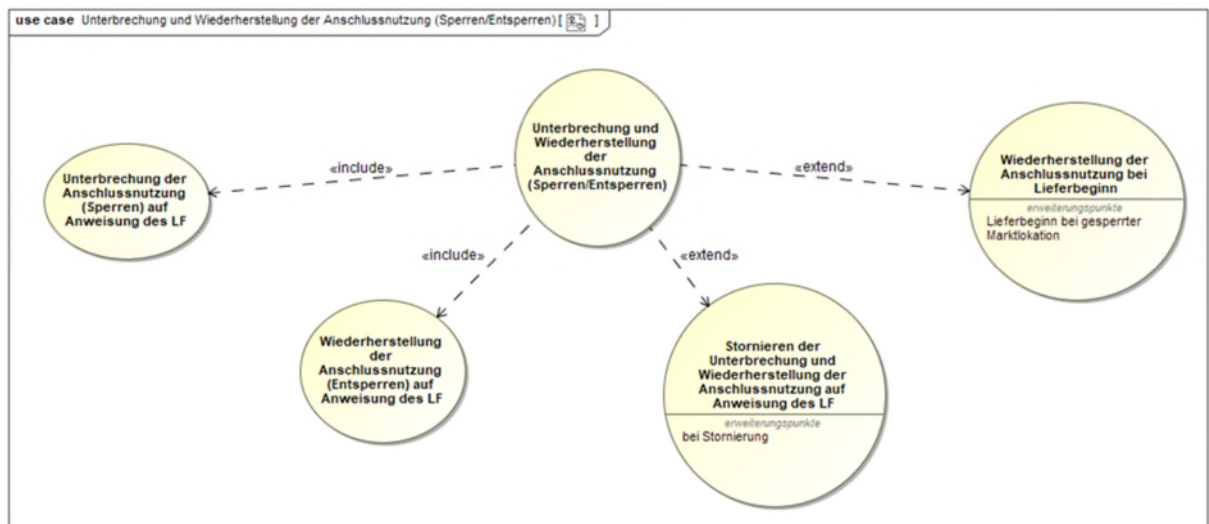 use case Unterbrechung und Wiederherstellung der Anschlussnutzung (Sperren/Entsperren) [ ]
Unterbrechung und
Wiederherstellung
der
Anschlussnutzung
(Sperren/Entsperren)
«include»
Unterbrechung der
Anschlussnutzung
(Sperren) auf
Anweisung des LF
«extend»
Wiederherstellung der
Anschlussnutzung bei
Lieferbeginn
erweiterungspunkte
Lieferbeginn bei gesperrter
Marktlokation
«include»
Wiederherstellung
der
Anschlussnutzung
(Entsperren) auf
Anweisung des LF
«extend»
Stornieren der
Unterbrechung und
Wiederherstellung der
Anschlussnutzung auf
Anweisung des LF
erweiterungspunkte
bei Stornierung